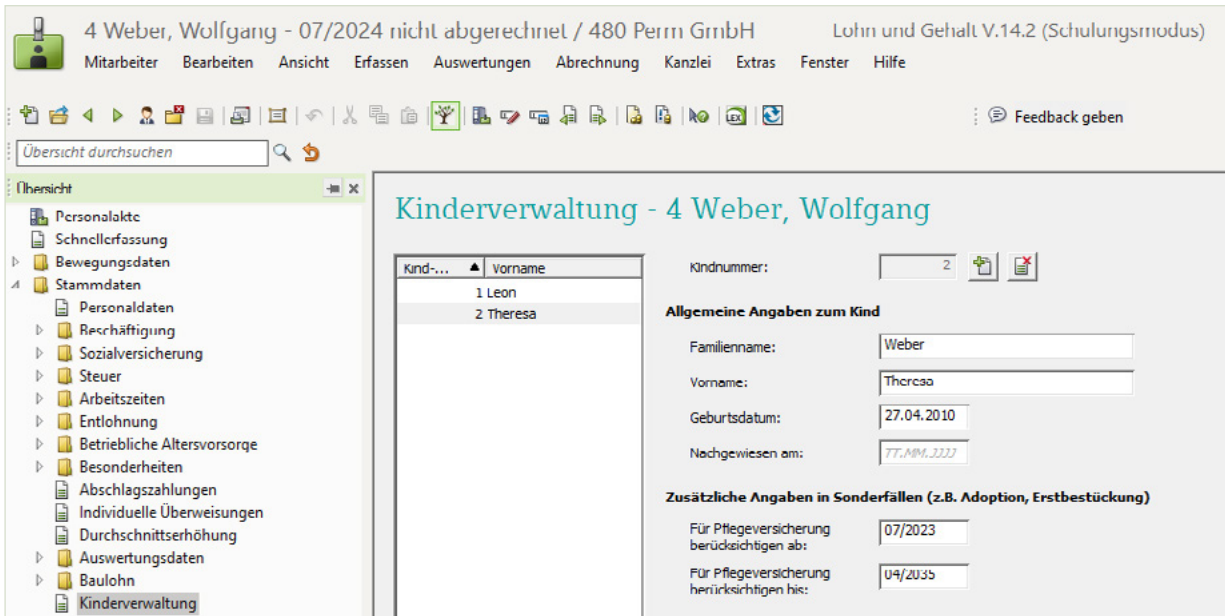 4 Weber, Wolfgang - 07/2024 nicht abgerechnet / 480 Perm GmbH Lohn und Gehalt V.14.2 (Schulungsmodus)
Mitarbeiter Bearbeiten Ansicht Erfassen Auswertungen Abrechnung Kanzlei Extras Fenster Hilfe
LEX Feedback geben
Übersicht durchsuchen
Übersicht
Personalakte
Schnellerfassung
Bewegungsdaten
Stammdaten
Personaldaten
Beschäftigung
Sozialversicherung
Steuer
Arbeitszeiten
Entlohnung
Betriebliche Altersvorsorge
Besonderheiten
Abschlagszahlungen
Individuelle Überweisungen
Durchschnittserhöhung
Auswertungsdaten
Baulohn
Kinderverwaltung
Kinderverwaltung - 4 Weber, Wolfgang
Kind-... Vorname
1 Leon
2 Theresa
Kindnummer: 2
Allgemeine Angaben zum Kind
Familienname: Weber
Vorname: Theresa
Geburtsdatum: 27.04.2010
Nachgewiesen am: TT.MM.JJJJ
Zusätzliche Angaben in Sonderfällen (z.B. Adoption, Erstbestückung)
Für Pflegeversicherung 07/2023
berücksichtigen ab:
Für Pflegeversicherung 04/2035
berücksichtigen bis: